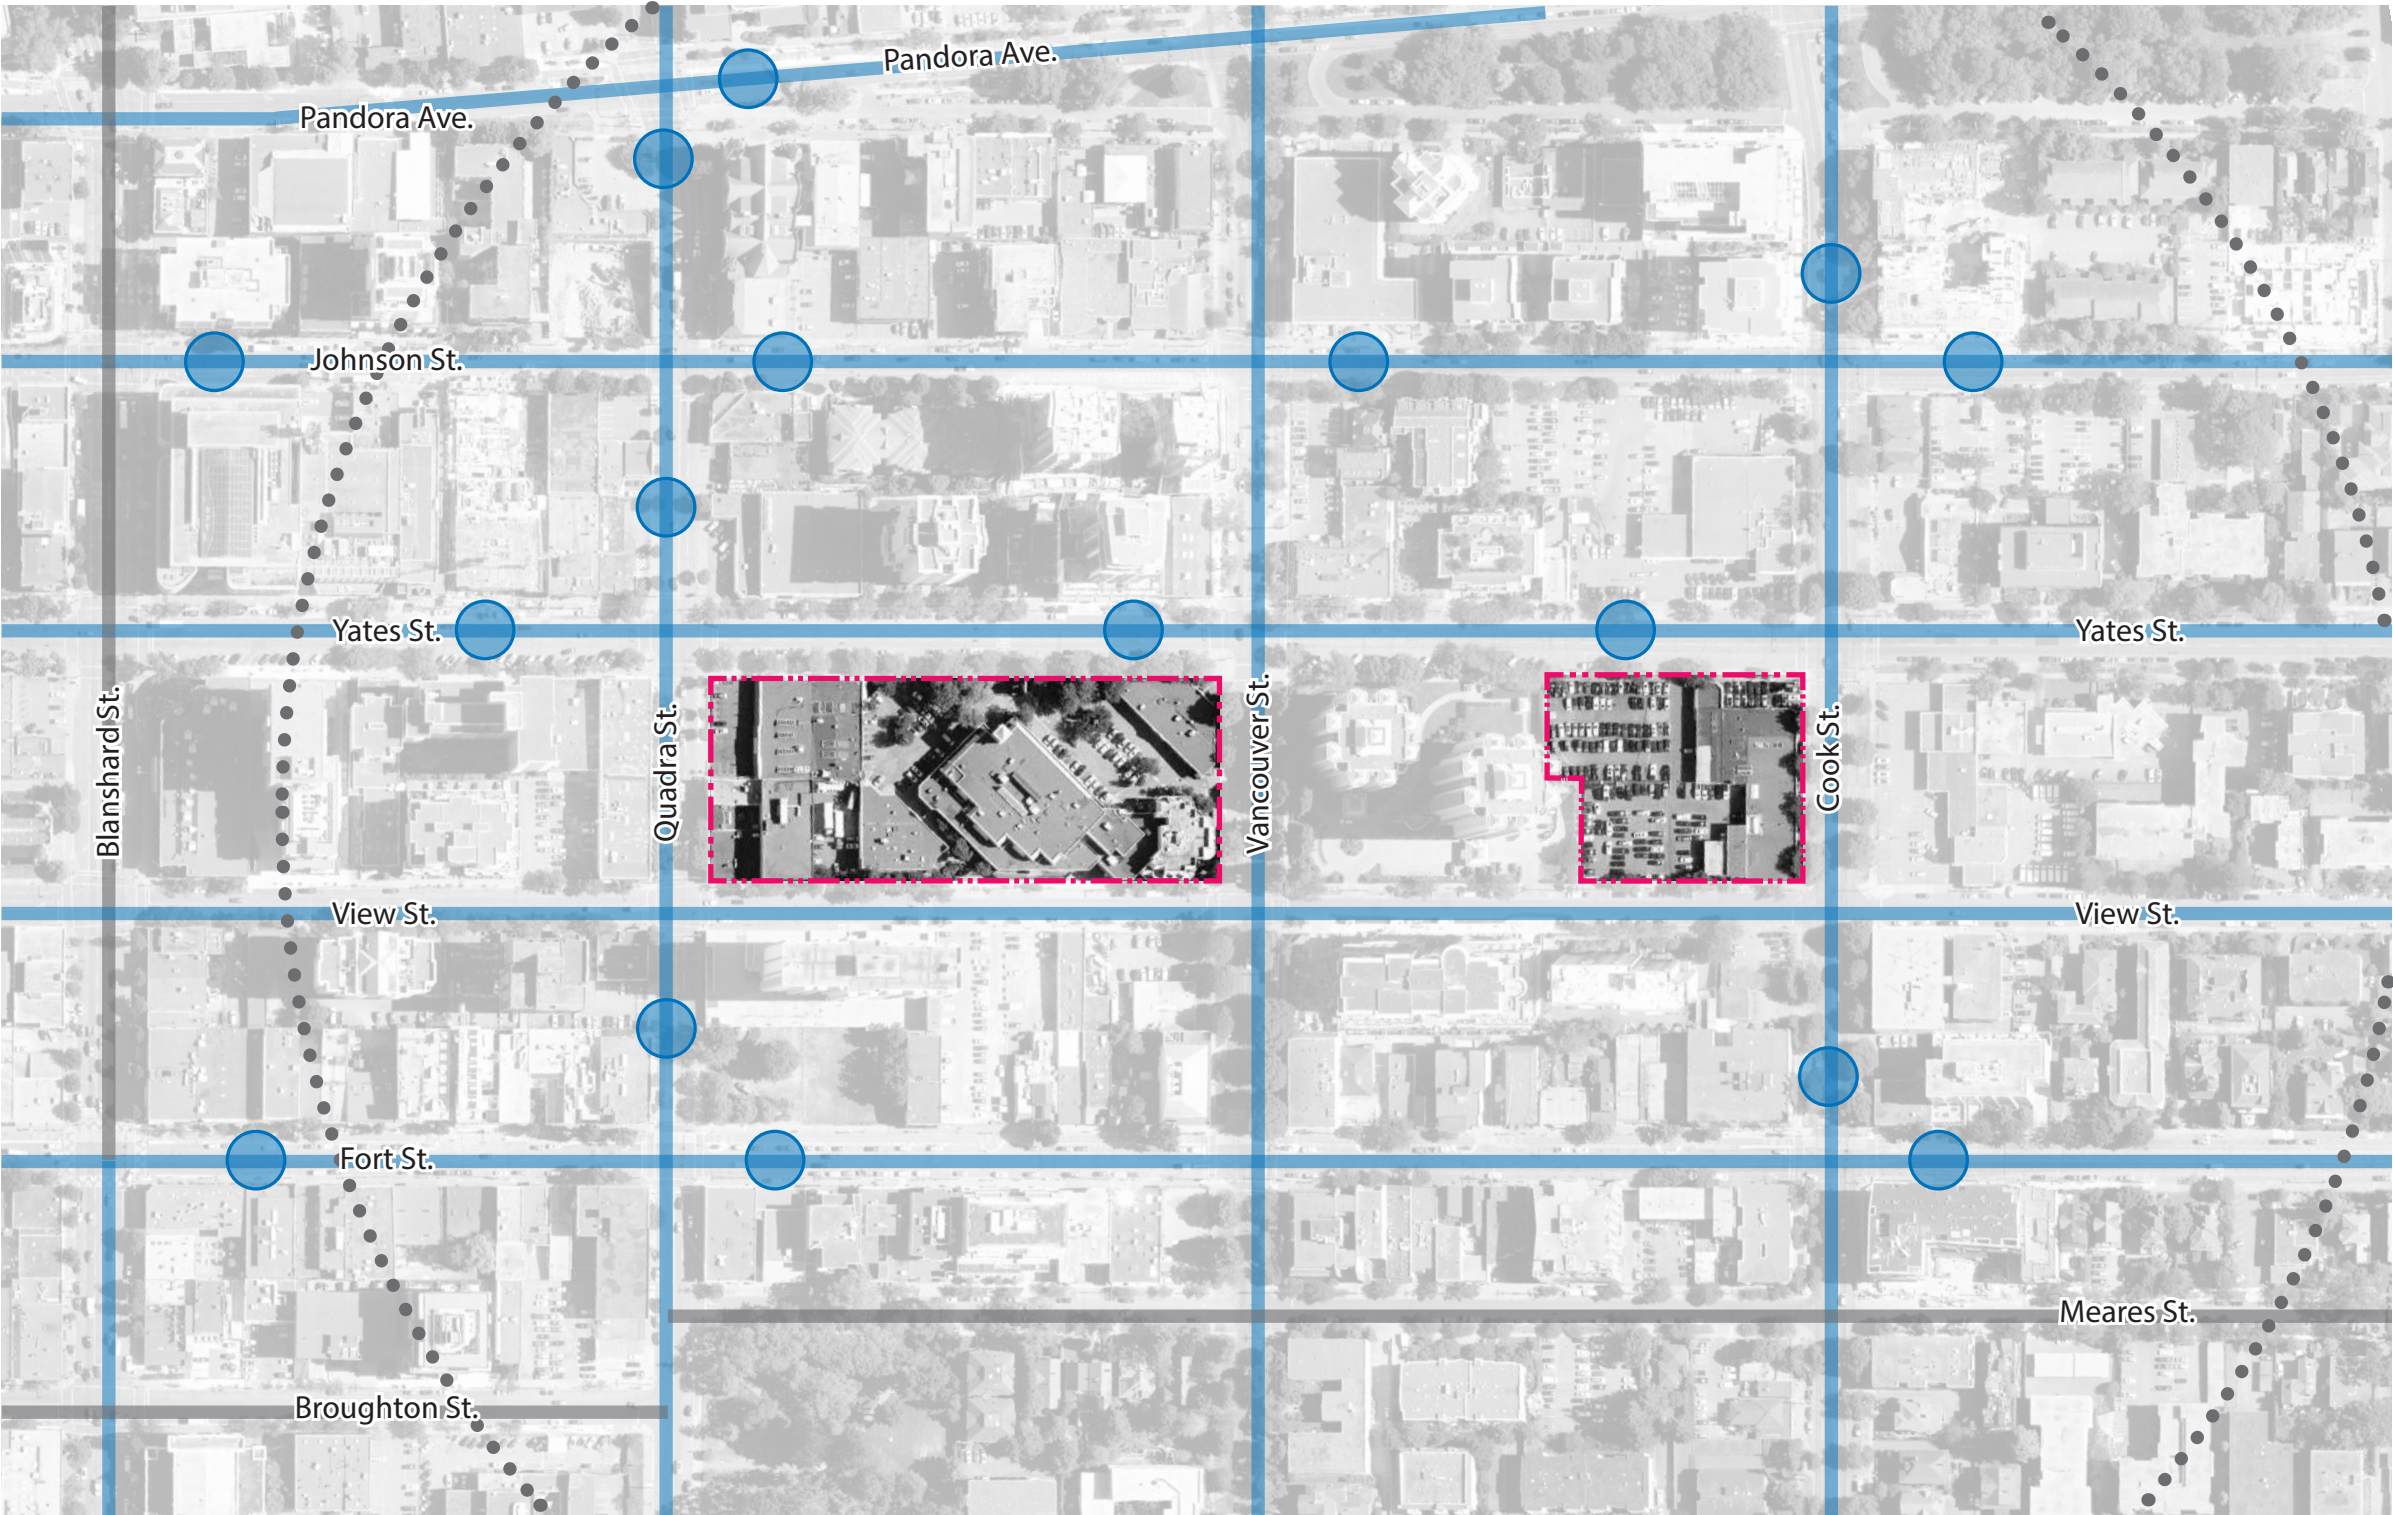 Pandora Ave.
Pandora Ave.
Johnson St.
Yates St.
Yates St.
Blanshard St.
Quadra St.
Vancouver St.
Cook St.
View St.
View St.
Fort St.
Meares St.
Broughton St.